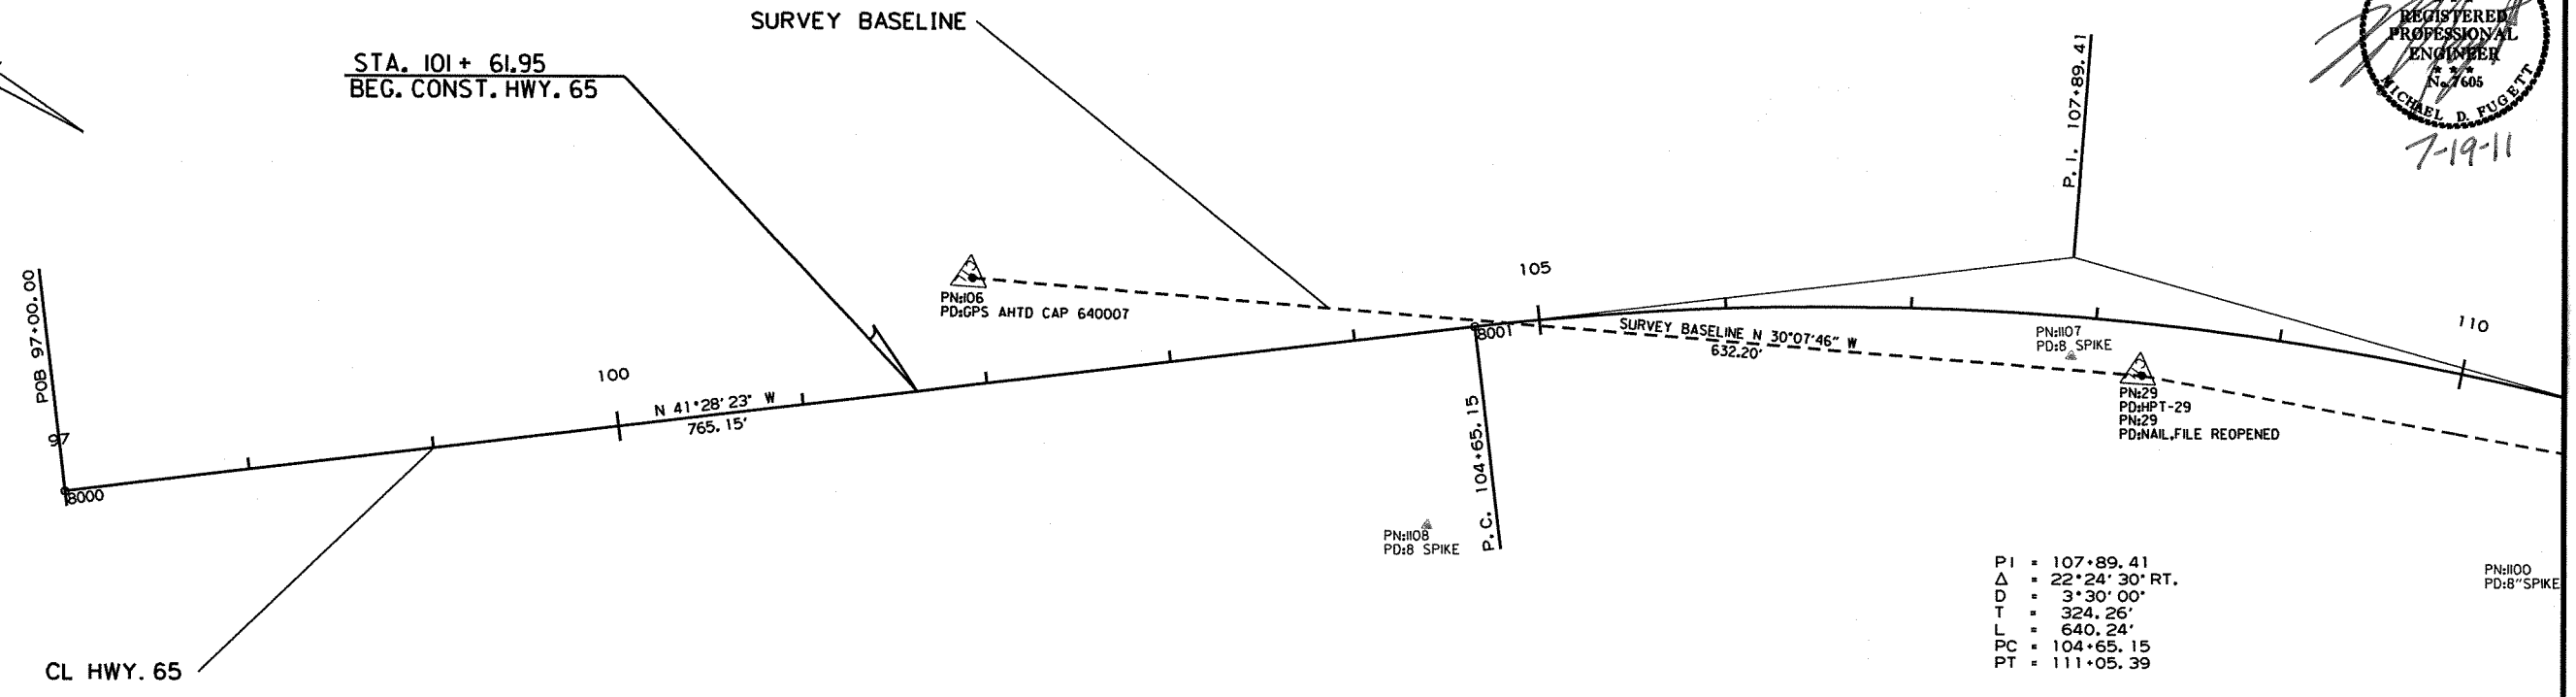 SURVEY BASELINE
STA. 101+ 61.95
BEG. CONST. HWY. 65
REGISTERED
PROFESSIONAL
ENGINEER
★ ★ ★
No. 7605
MICHAEL D. FUGETT
7-19-11
P. I. 107+89.41
POB 97+00.00
97
8000
100
N 41°28'23" W
765.15'
PN:106
PD:GPS AHTD CAP 640007
105
8001
P.C. 104+65.15
SURVEY BASELINE N 30°07'46" W
632.20'
PN:1107
PD:8 SPIKE
PN:29
PD:HPT-29
PN:29
PD:NAIL,FILE REOPENED
110
PN:1108
PD:8 SPIKE
PN:1100
PD:8"SPIKE
PI = 107+89.41
Δ = 22°24'30" RT.
D = 3°30'00"
T = 324.26'
L = 640.24'
PC = 104+65.15
PT = 111+05.39
CL HWY. 65